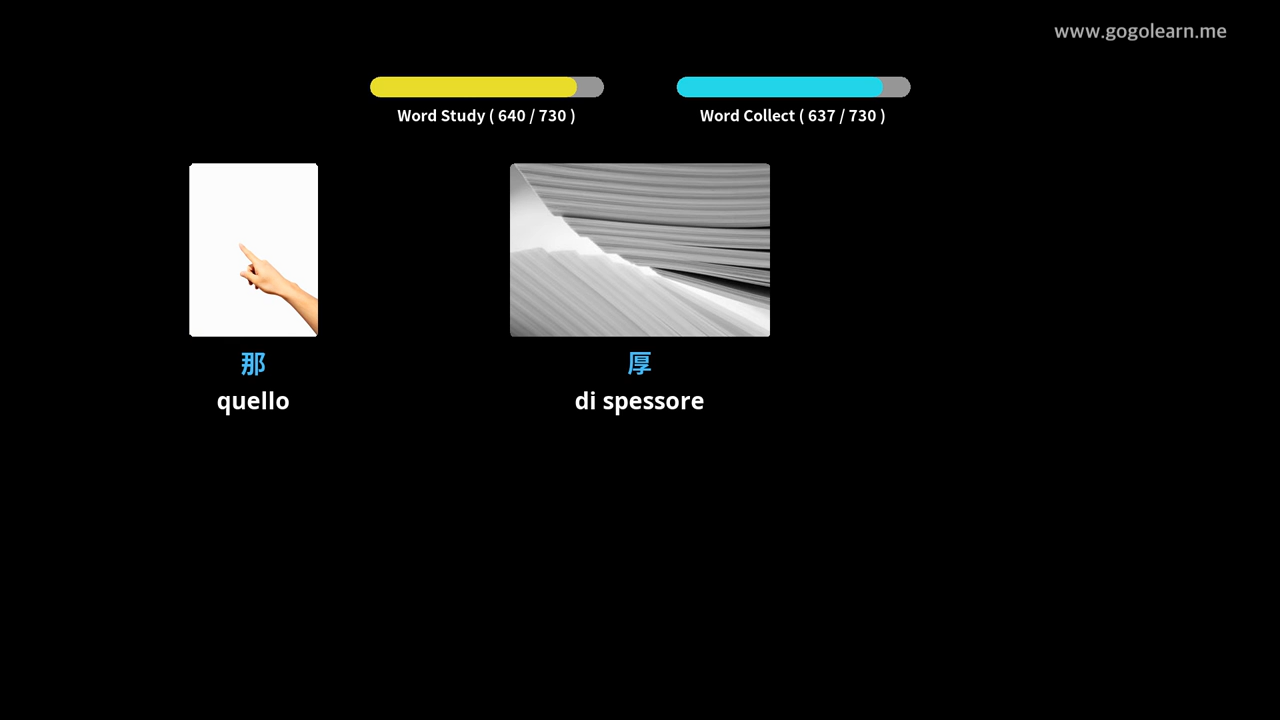 www.gogolearn.me
Word Study ( 640 / 730 )
Word Collect ( 637 / 730 )
那
quello
厚
di spessore